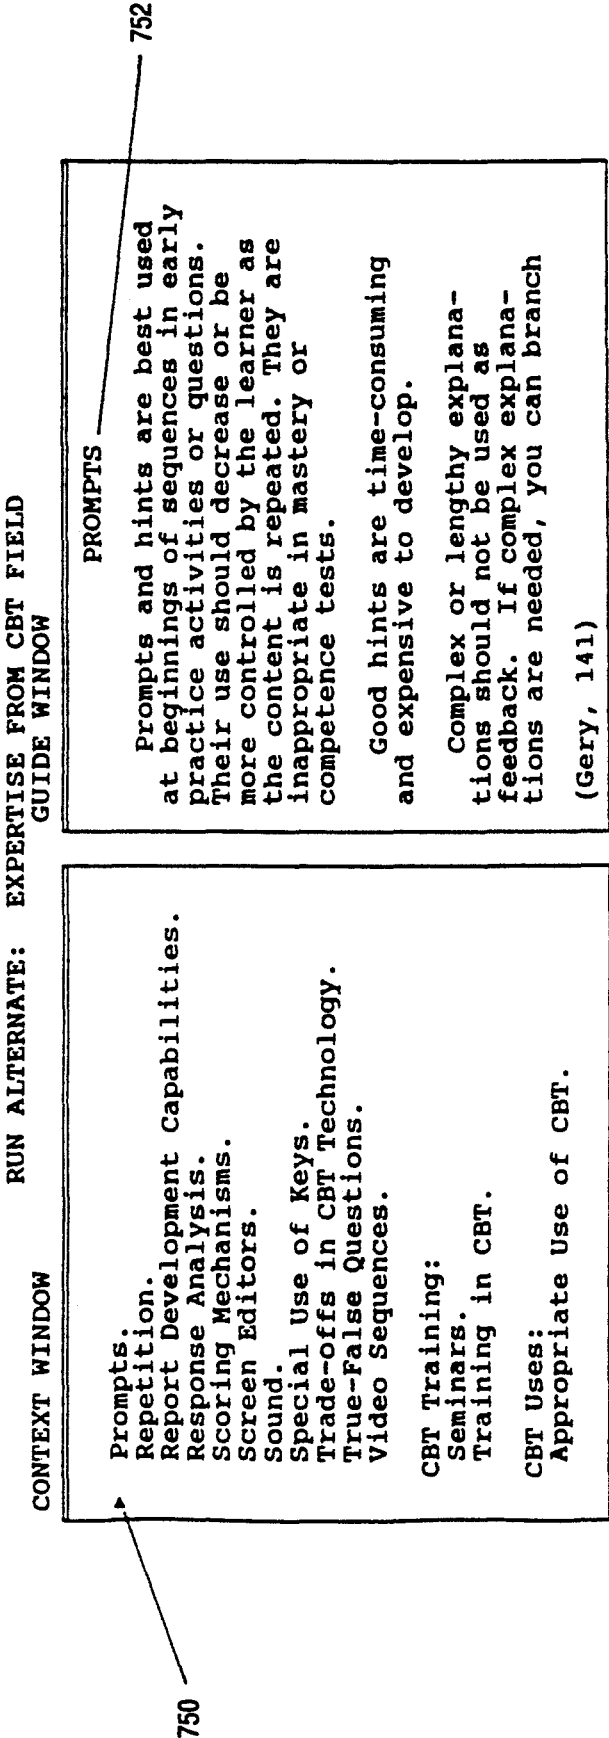 RUN ALTERNATE: EXPERTISE FROM CBT FIELD
CONTEXT WINDOW
GUIDE WINDOW
750
Prompts.
Repetition.
Report Development Capabilities.
Response Analysis.
Scoring Mechanisms.
Screen Editors.
Sound.
Special Use of Keys.
Trade-offs in CBT Technology.
True-False Questions.
Video Sequences.
CBT Training:
Seminars.
Training in CBT.
CBT Uses:
Appropriate Use of CBT.
752
PROMPTS
Prompts and hints are best used
at beginnings of sequences in early
practice activities or questions.
Their use should decrease or be
more controlled by the learner as
the content is repeated. They are
inappropriate in mastery or
competence tests.
Good hints are time-consuming
and expensive to develop.
Complex or lengthy explana-
tions should not be used as
feedback. If complex explana-
tions are needed, you can branch
(Gery, 141)